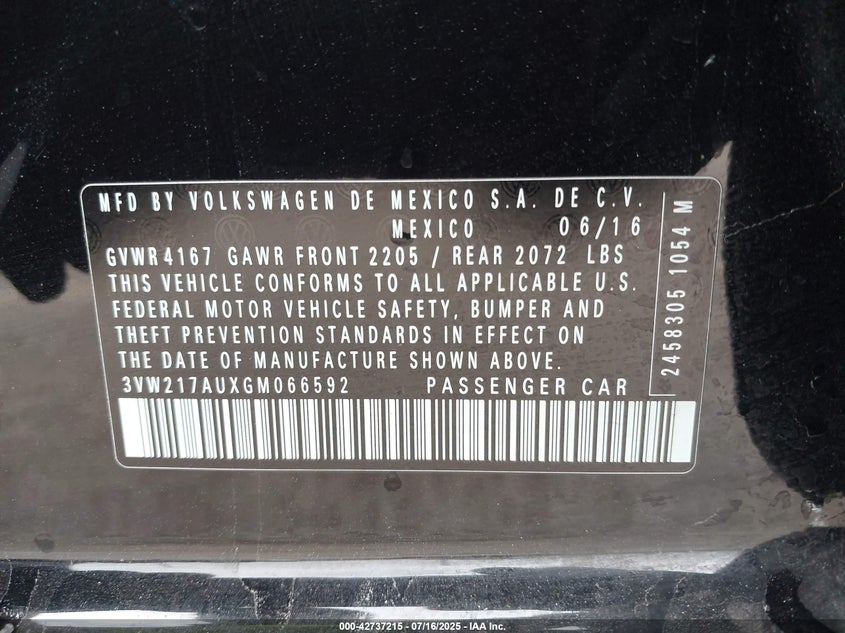 MFD BY VOLKSWAGEN DE MEXICO S.A. DE C.V.
MEXICO 06/16
GVWR 4167 GAWR FRONT 2205 / REAR 2072 LBS
THIS VEHICLE CONFORMS TO ALL APPLICABLE U.S.
FEDERAL MOTOR VEHICLE SAFETY, BUMPER AND
THEFT PREVENTION STANDARDS IN EFFECT ON
THE DATE OF MANUFACTURE SHOWN ABOVE.
3VW217AUXGM066592 PASSENGER CAR
2458305 1054 M
000-42737215 - 07/16/2025 - IAA Inc.